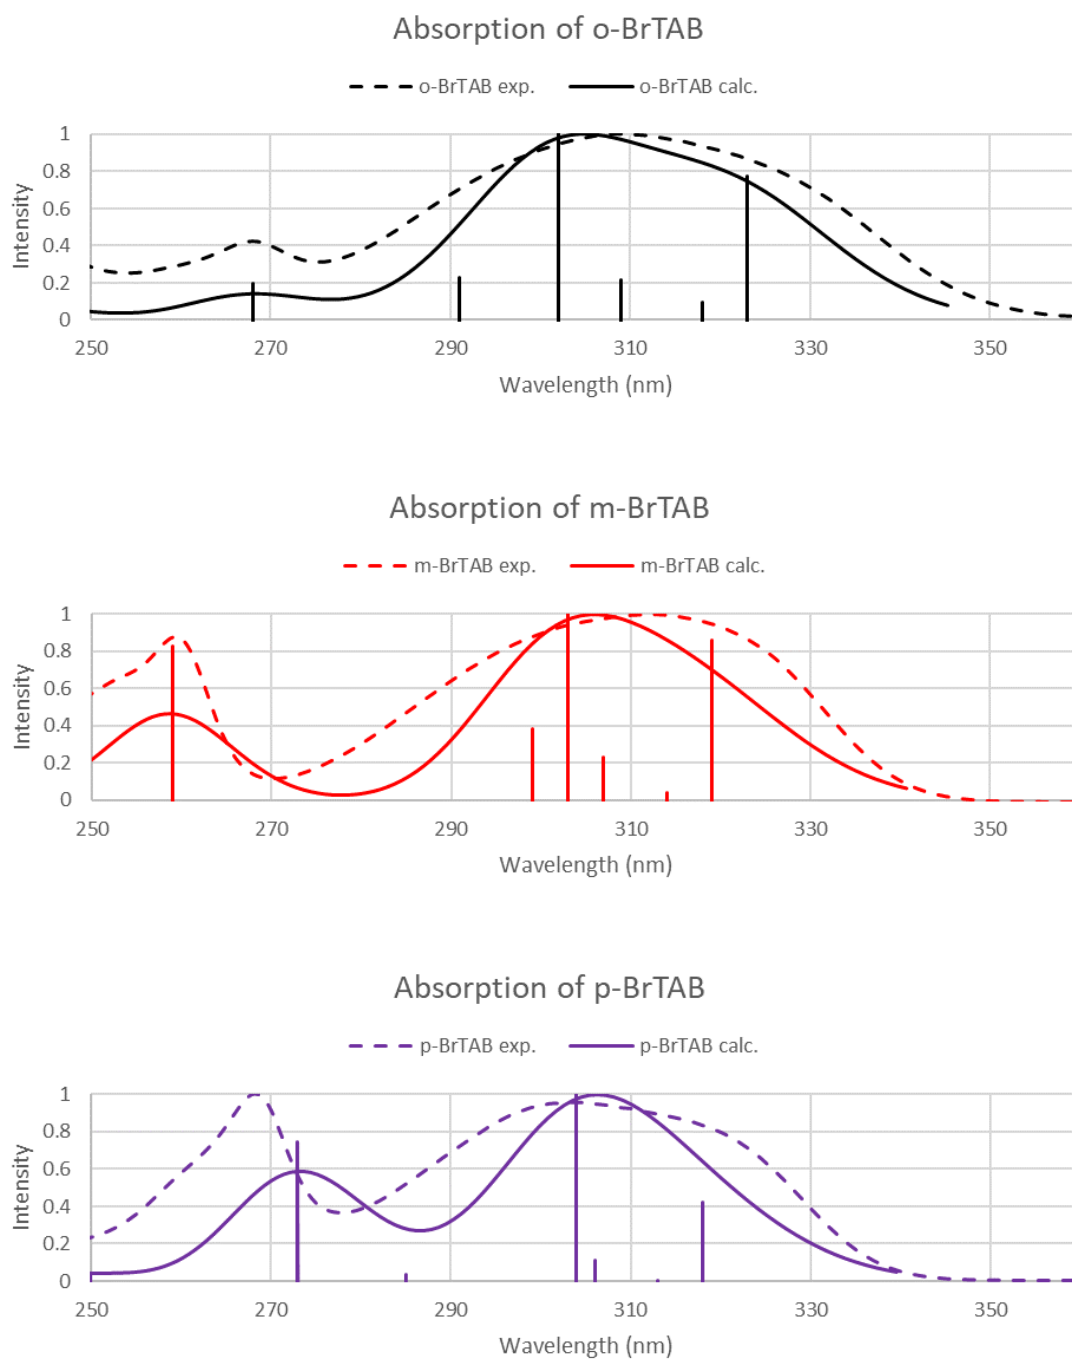 Absorption of o-BrTAB
o-BrTAB exp. o-BrTAB calc.
1
0.8
0.6
0.4
0.2
0
Intensity
250 270 290 310 330 350
Wavelength (nm)
Absorption of m-BrTAB
m-BrTAB exp. m-BrTAB calc.
1
0.8
0.6
0.4
0.2
0
Intensity
250 270 290 310 330 350
Wavelength (nm)
Absorption of p-BrTAB
p-BrTAB exp. p-BrTAB calc.
1
0.8
0.6
0.4
0.2
0
Intensity
250 270 290 310 330 350
Wavelength (nm)